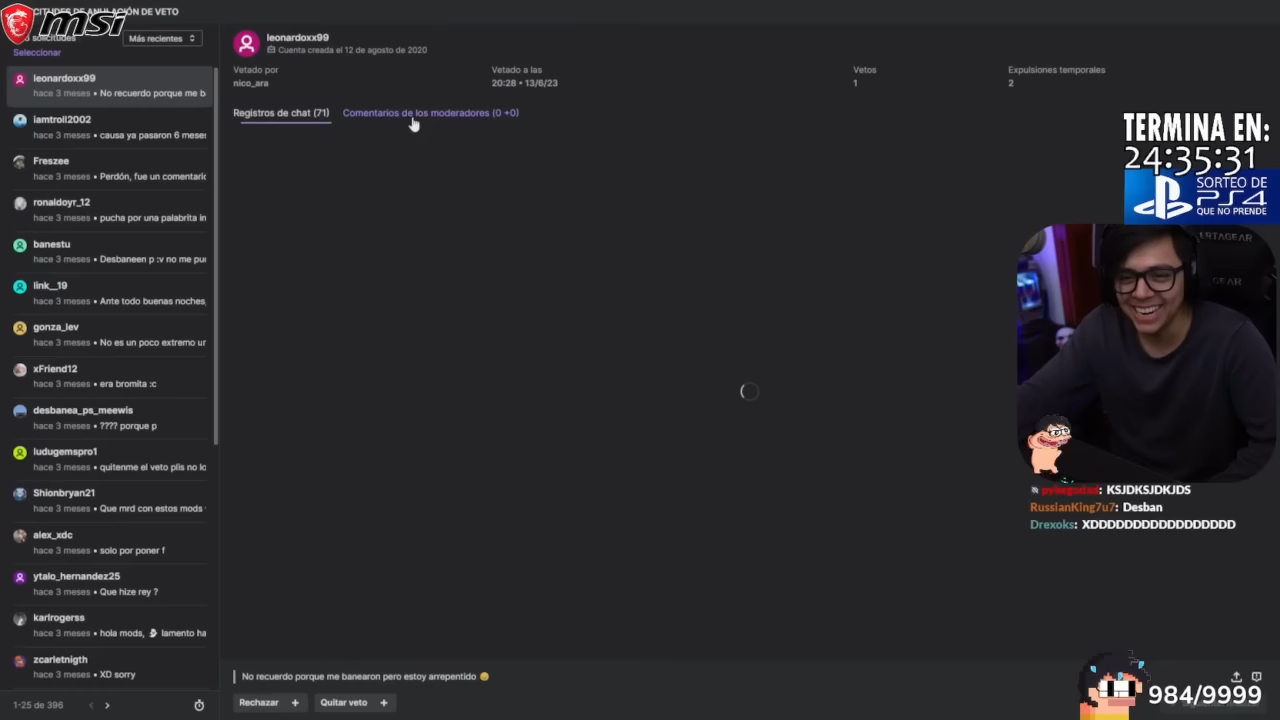 CITUDES DE ANULACIÓN DE VETO
msi
solicitudes
Más recientes
Seleccionar
leonardoxx99
hace 3 meses • No recuerdo porque me b
iamtroll2002
hace 3 meses • causa ya pasaron 6 mese
Freszee
hace 3 meses • Perdón, fue un comentari
ronaldoyr_12
hace 3 meses • pucha por una palabrita in
banestu
hace 3 meses • Desbaneen p :v no me pu
link__19
hace 3 meses • Ante todo buenas noches,
gonza_lev
hace 3 meses • No es un poco extremo ur
xFriend12
hace 3 meses • era bromita :c
desbanea_ps_meewis
hace 3 meses • ???? porque p
ludugemspro1
hace 3 meses • quitenme el veto plis no lo
Shionbryan21
hace 3 meses • Que mrd con estos mods
alex_xdc
hace 3 meses • solo por poner f
ytalo_hernandez25
hace 3 meses • Que hize rey ?
karlrogerss
hace 3 meses • hola mods, lamento ha
zcarletnigth
hace 3 meses • XD sorry
1-25 de 396
leonardoxx99
Cuenta creada el 12 de agosto de 2020
Vetado por
nico_ara
Vetado a las
20:28 • 13/6/23
Vetos
1
Expulsiones temporales
2
Registros de chat (71)
Comentarios de los moderadores (0 +0)
No recuerdo porque me banearon pero estoy arrepentido 😔
Rechazar +
Quitar veto +
TERMINA EN:
24:35:31
SORTEO DE
PS4
QUE NO PRENDE
ARTAGEAR
GEAR
: KSJDKSJDKJDS
RussianKing7u7: Desban
Drexoks: XDDDDDDDDDDDDDDDDD
984/9999